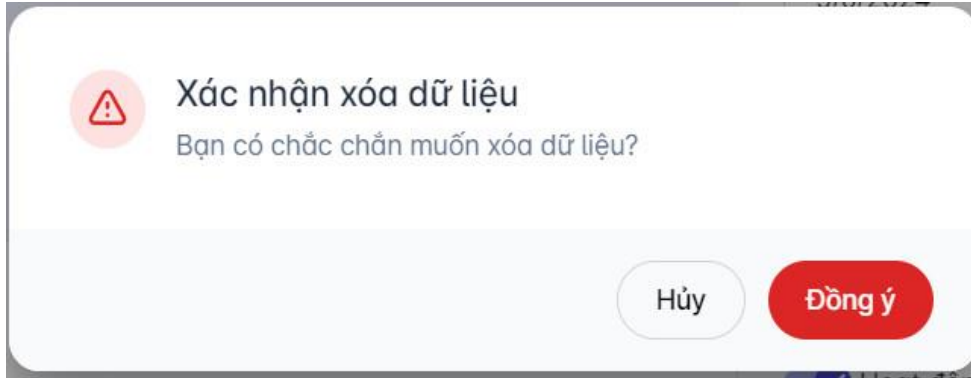 Xác nhận xóa dữ liệu
Bạn có chắc chắn muốn xóa dữ liệu?
Hủy
Đồng ý